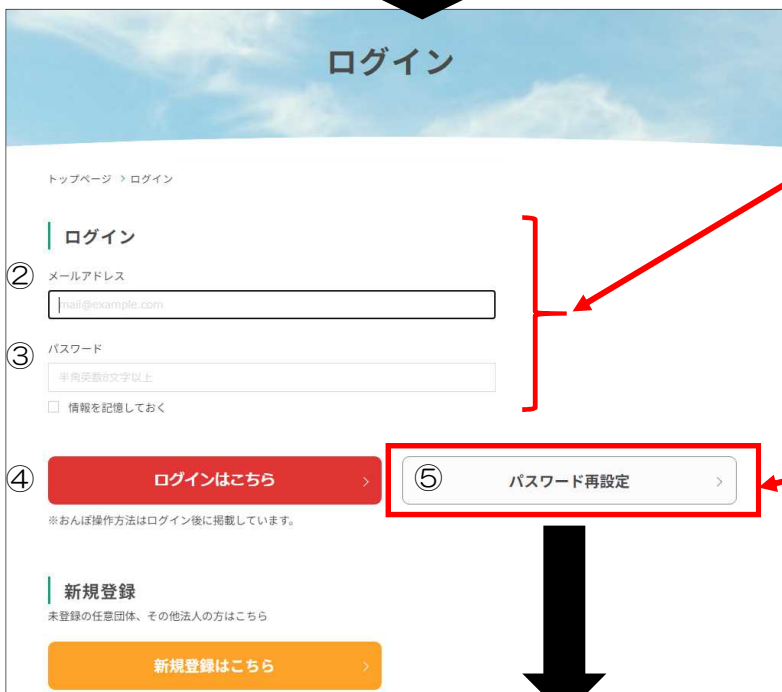 ログイン
トップページ > ログイン
ログイン
② メールアドレス
mail@example.com
③ パスワード
半角英数8文字以上
情報を記憶しておく
④ ログインはこちら >
⑤ パスワード再設定 >
※おんぽ操作方法はログイン後に掲載しています。
新規登録
未登録の任意団体、その他法人の方はこちら
新規登録はこちら >